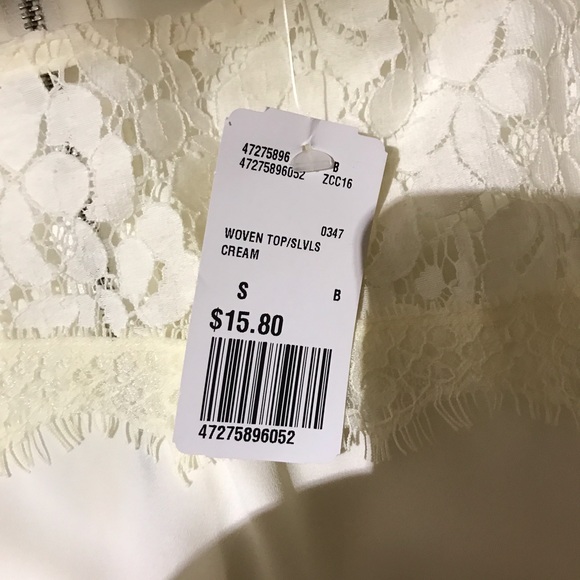 47275896 B
47275896052 ZCC16
0347
WOVEN TOP/SLVLS
CREAM
S B
$15.80
47275896052